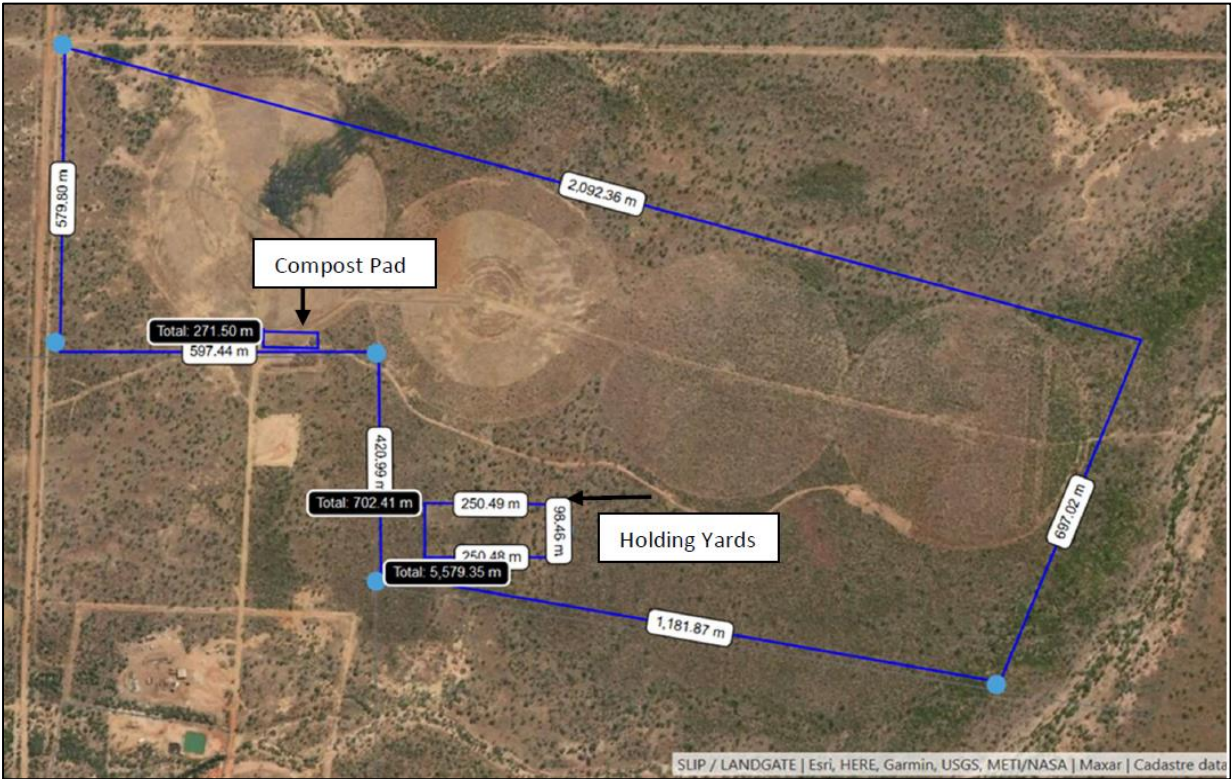 579.80 m
2,092.36 m
Compost Pad
Total: 271.50 m
597.44 m
420.99 m
Total: 702.41 m
250.49 m
98.46 m
Holding Yards
250.48 m
Total: 5,579.35 m
697.02 m
1,181.87 m
SLIP / LANDGATE | Esri, HERE, Garmin, USGS, METI/NASA | Maxar | Cadastre data